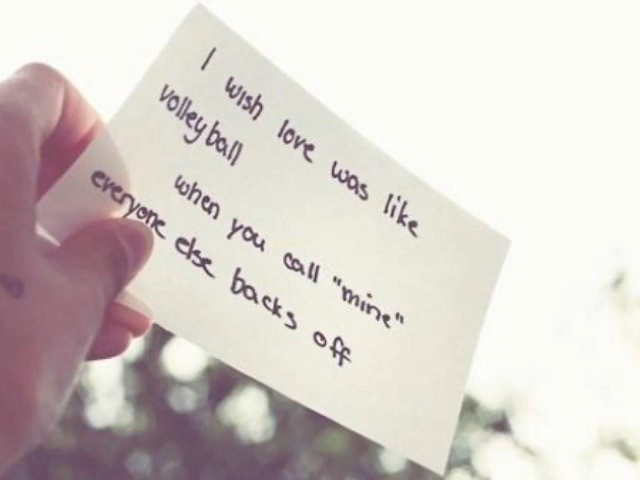 I wish love was like
volleyball
when you call "mine"
everyone else backs off